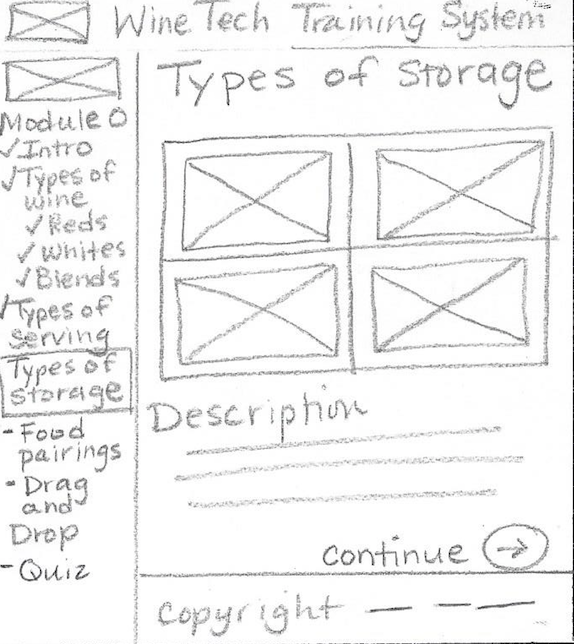 Wine Tech Training System
Module 0
✓Intro
✓Types of
wine
✓Reds
✓Whites
✓Blends
✓Types of
serving
Types of
storage
- Food
pairings
- Drag
and
Drop
- Quiz
Types of Storage
Description
continue →
Copyright — — —